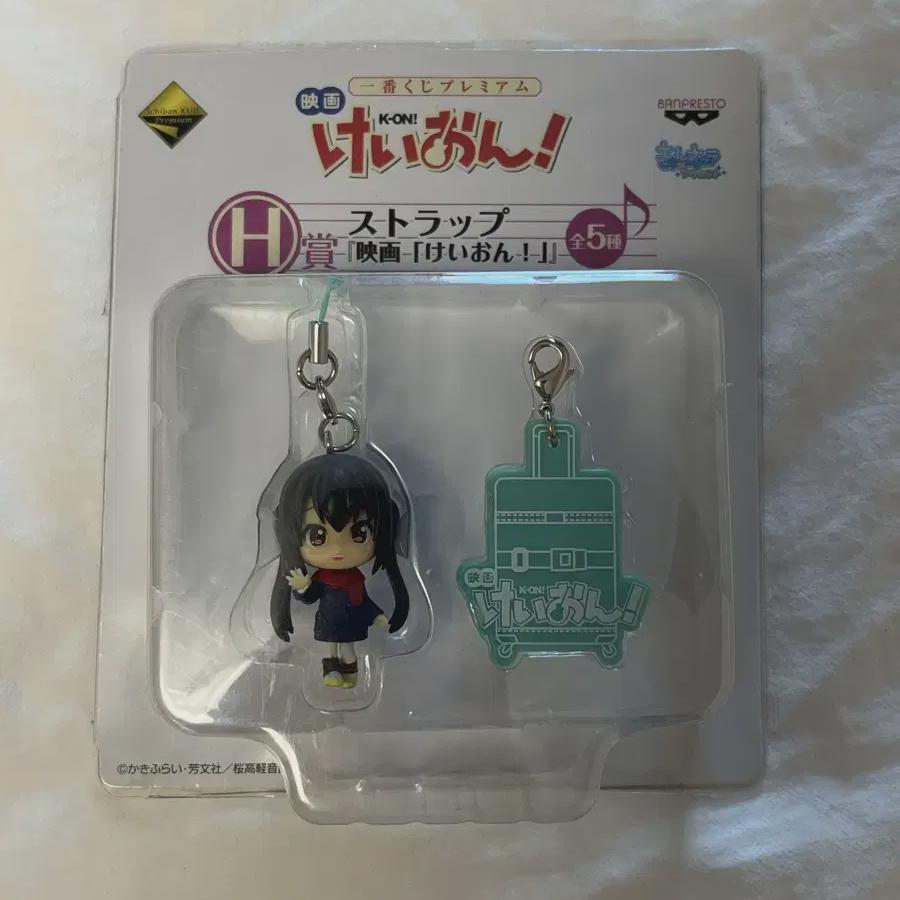 一番くじプレミアム
Ichiban KUJI
Premium
映画
K-ON!
けいおん!
BANPRESTO
H賞
ストラップ
『映画「けいおん!」』
全5種
映画
K-ON!
けいおん!
©かきふらい・芳文社/桜高軽音